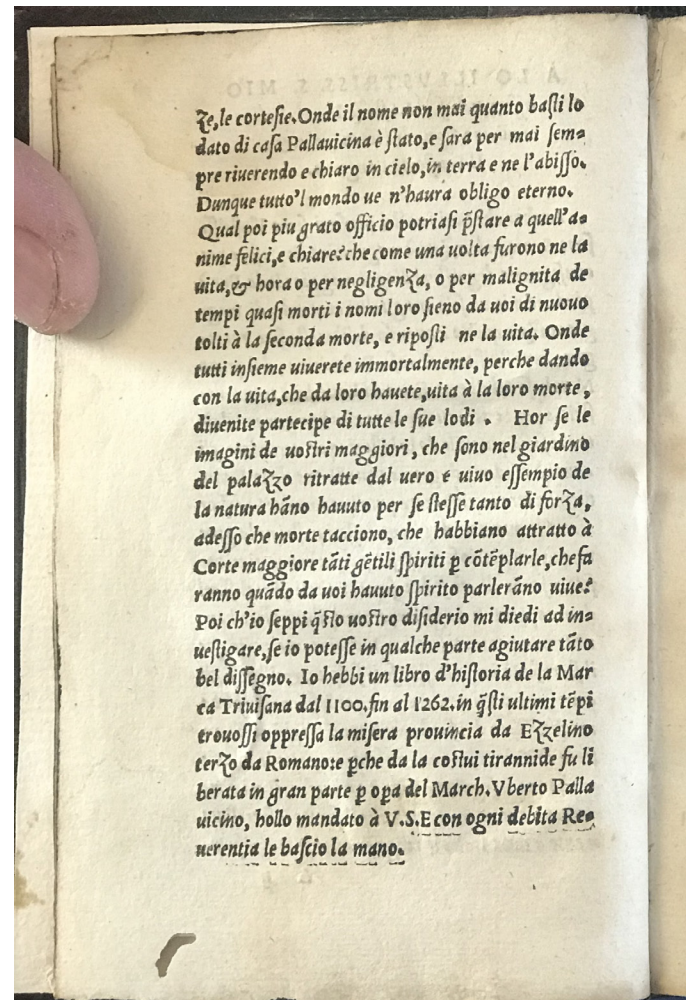 ze, le cortesie. Onde il nome non mai quanto basti lo
dato di casa Pallauicina è stato, e sara per mai sem-
pre riuerendo e chiaro in cielo, in terra e ne l'abisso.
Dunque tutto'l mondo ue n'haura obligo eterno.
Qual poi piu grato officio potriasi p̃stare a quell'a-
nime felici, e chiare? che come una uolta furono ne la
uita, & hora o per negligenza, o per malignita de
tempi quasi morti i nomi loro sieno da uoi di nuouo
tolti à la seconda morte, e riposti ne la uita. Onde
tutti insieme uiuerete immortalmente, perche dando
con la uita, che da loro hauete, uita à la loro morte,
diuenite partecipe di tutte le sue lodi. Hor se le
imagini de uostri maggiori, che sono nel giardino
del palazzo ritratte dal uero e uiuo essempio de
la natura hãno hauuto per se stesse tanto di forza,
adesso che morte tacciono, che habbiano attratto à
Corte maggiore tãti gẽtili spiriti ꝑ cõtẽplarle, che fa
ranno quãdo da uoi hauuto spirito parlerãno uiue?
Poi ch'io seppi q̃sto uostro disiderio mi diedi ad in-
uestigare, se io potesse in qualche parte agiutare tãto
bel dissegno. Io hebbi un libro d'historia de la Mar
ca Triuisana dal 1100. fin al 1262. in q̃sti ultimi tẽpi
trouossi oppressa la misera prouincia da Ezzelino
terzo da Romano: e ꝑche da la costui tirannide fu li
berata in gran parte ꝑ opa del March. Vberto Palla
uicino, hollo mandato à V.S.E con ogni debita Re-
uerentia le bascio la mano.